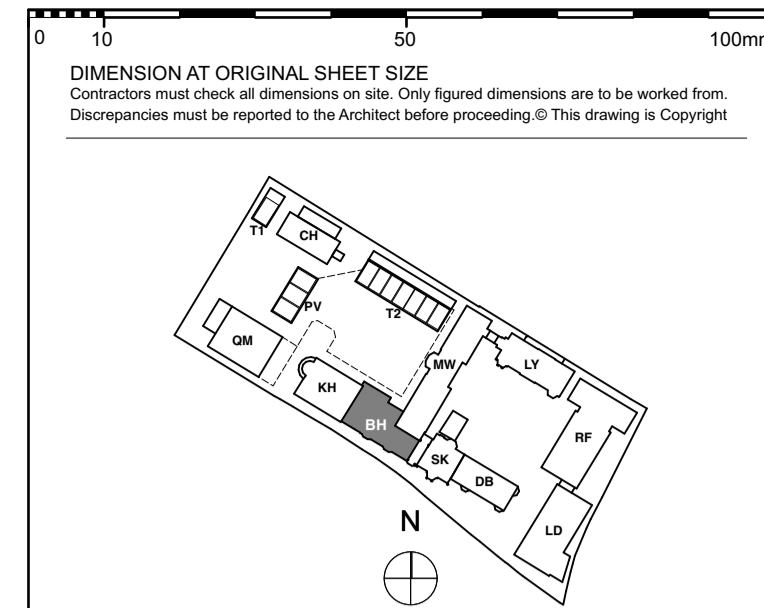 0 10 50 100mm
DIMENSION AT ORIGINAL SHEET SIZE
Contractors must check all dimensions on site. Only figured dimensions are to be worked from.
Discrepancies must be reported to the Architect before proceeding.© This drawing is Copyright
T1
CH
PV
T2
QM
MW
LY
KH
BH
RF
SK
DB
LD
N